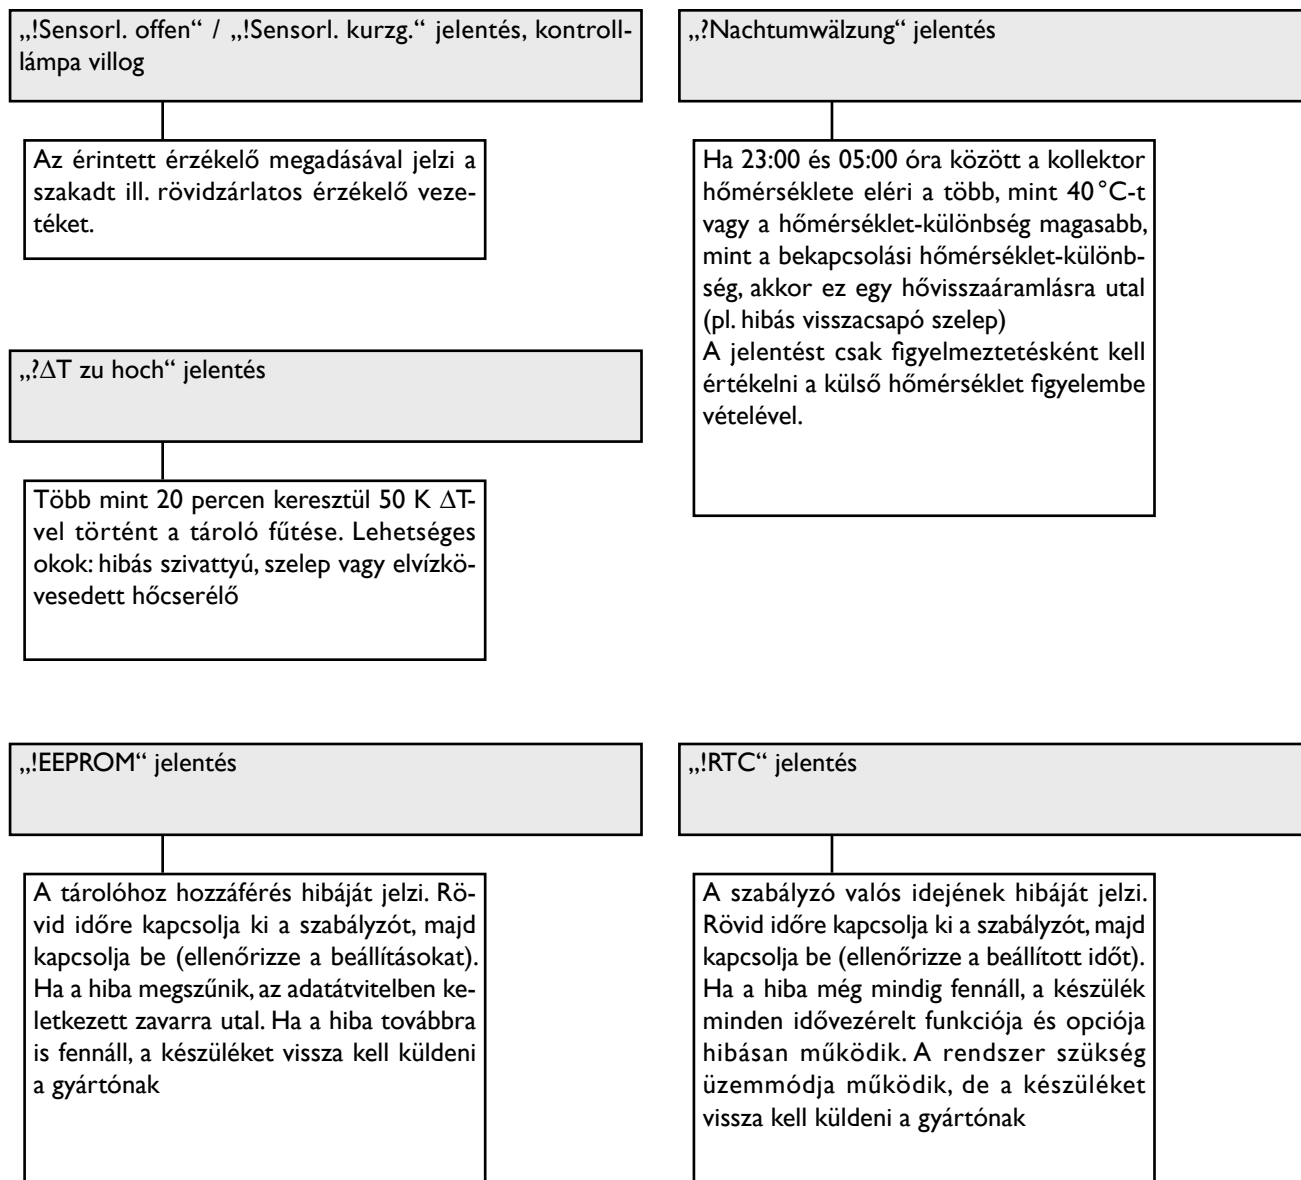 „!Sensorl. offen“ / „!Sensorl. kurzg.“ jelentés, kontroll-
lámpa villog
Az érintett érzékelő megadásával jelzi a
szakadt ill. rövidzárlatos érzékelő veze-
téket.
„?∆T zu hoch“ jelentés
Több mint 20 percen keresztül 50 K ∆T-
vel történt a tároló fűtése. Lehetséges
okok: hibás szivattyú, szelep vagy elvízkö-
vesedett hőcserélő
„?Nachtumwälzung“ jelentés
Ha 23:00 és 05:00 óra között a kollektor
hőmérséklete eléri a több, mint 40 °C-t
vagy a hőmérséklet-különbség magasabb,
mint a bekapcsolási hőmérséklet-különb-
ség, akkor ez egy hővisszaáramlásra utal
(pl. hibás visszacsapó szelep)
A jelentést csak figyelmeztetésként kell
értékelni a külső hőmérséklet figyelembe
vételével.
„!EEPROM“ jelentés
A tárolóhoz hozzáférés hibáját jelzi. Rö-
vid időre kapcsolja ki a szabályzót, majd
kapcsolja be (ellenőrizze a beállításokat).
Ha a hiba megszűnik, az adatátvitelben ke-
letkezett zavarra utal. Ha a hiba továbbra
is fennáll, a készüléket vissza kell küldeni
a gyártónak
„!RTC“ jelentés
A szabályzó valós idejének hibáját jelzi.
Rövid időre kapcsolja ki a szabályzót, majd
kapcsolja be (ellenőrizze a beállított időt).
Ha a hiba még mindig fennáll, a készülék
minden idővezérelt funkciója és opciója
hibásan működik. A rendszer szükség
üzemmódja működik, de a készüléket
vissza kell küldeni a gyártónak